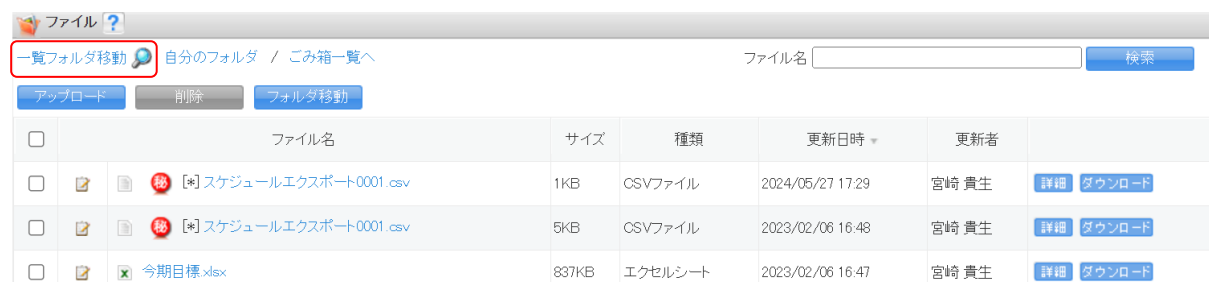 ファイル ?
一覧フォルダ移動 自分のフォルダ / ごみ箱一覧へ ファイル名 検索
アップロード 削除 フォルダ移動
ファイル名 サイズ 種類 更新日時 更新者
秘 [*]スケジュールエクスポート0001.csv 1KB CSVファイル 2024/05/27 17:29 宮崎 貴生 詳細 ダウンロード
秘 [*]スケジュールエクスポート0001.csv 5KB CSVファイル 2023/02/06 16:48 宮崎 貴生 詳細 ダウンロード
今期目標.xlsx 837KB エクセルシート 2023/02/06 16:47 宮崎 貴生 詳細 ダウンロード